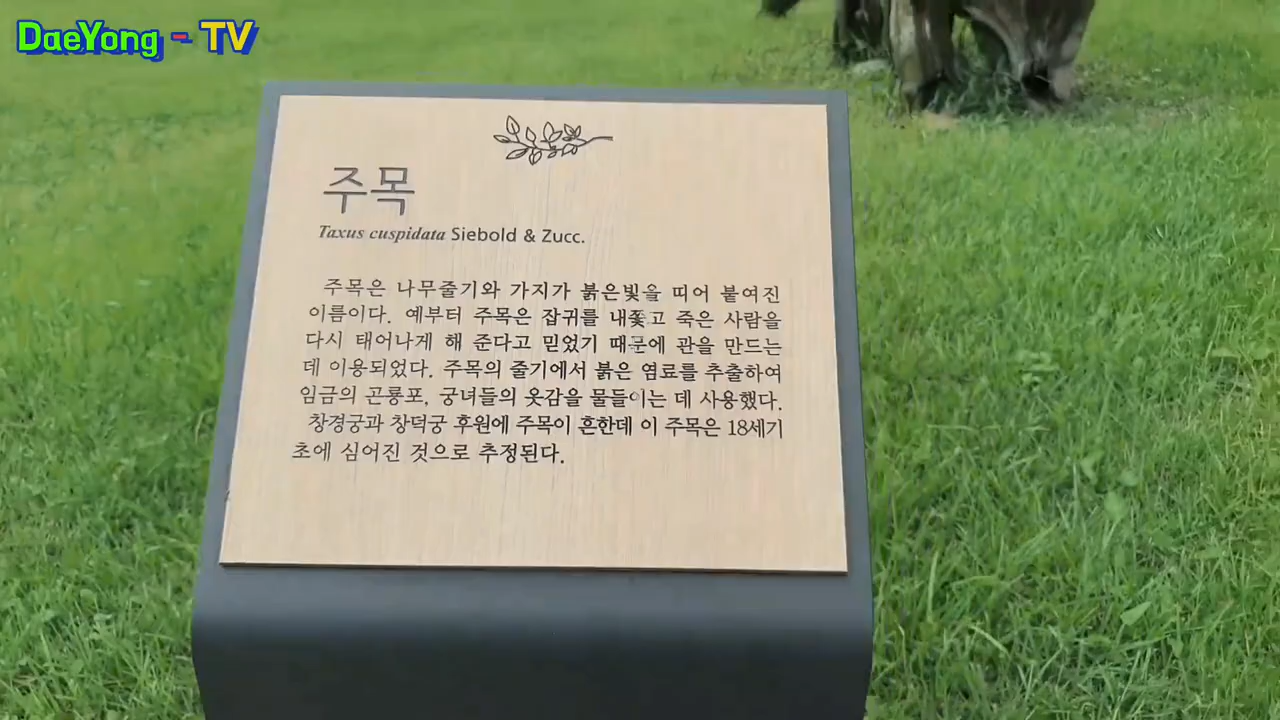 DaeYong - TV
주목
Taxus cuspidata Siebold & Zucc.
주목은 나무줄기와 가지가 붉은빛을 띠어 붙여진
이름이다. 예부터 주목은 잡귀를 내쫓고 죽은 사람을
다시 태어나게 해 준다고 믿었기 때문에 관을 만드는
데 이용되었다. 주목의 줄기에서 붉은 염료를 추출하여
임금의 곤룡포, 궁녀들의 옷감을 물들이는 데 사용했다.
창경궁과 창덕궁 후원에 주목이 흔한데 이 주목은 18세기
초에 심어진 것으로 추정된다.